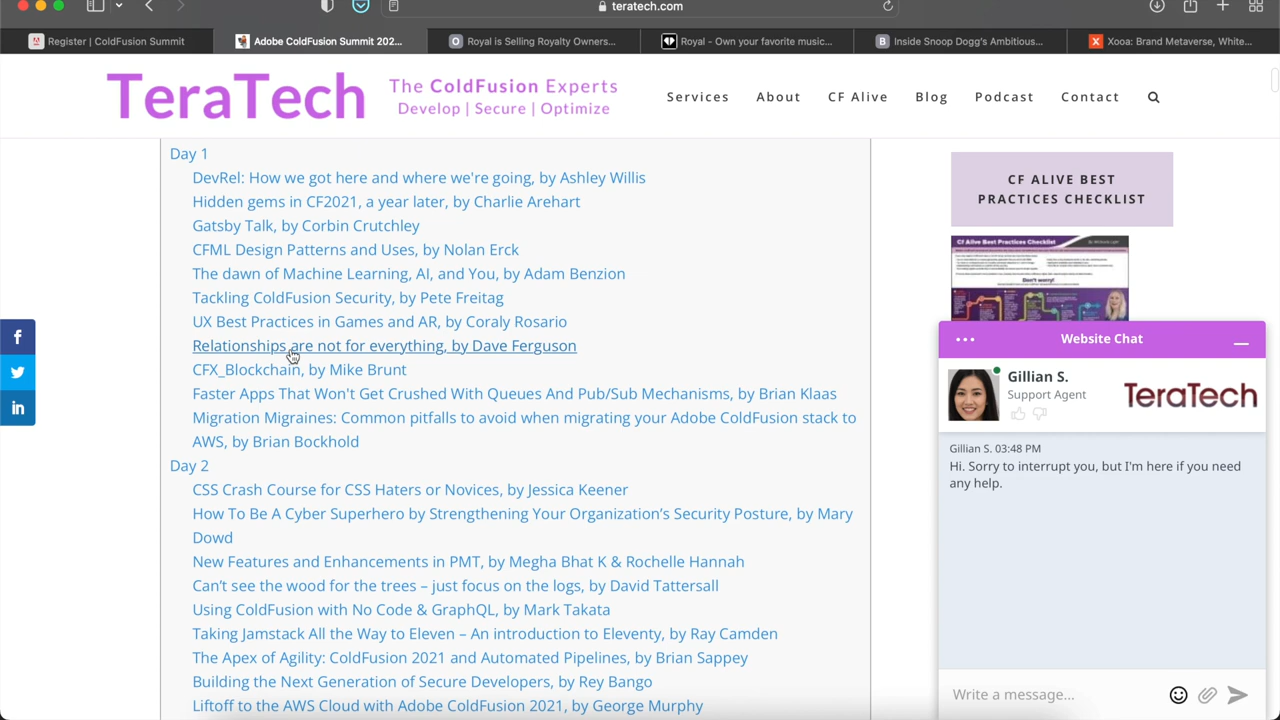 teratech.com
Register | ColdFusion Summit
Adobe ColdFusion Summit 202...
Royal is Selling Royalty Owners...
Royal - Own your favorite music...
Inside Snoop Dogg's Ambitious...
Xooa: Brand Metaverse, White...
TeraTech
The ColdFusion Experts
Develop | Secure | Optimize
Services
About
CF Alive
Blog
Podcast
Contact
Day 1
DevRel: How we got here and where we're going, by Ashley Willis
Hidden gems in CF2021, a year later, by Charlie Arehart
Gatsby Talk, by Corbin Crutchley
CFML Design Patterns and Uses, by Nolan Erck
The dawn of Machine Learning, AI, and You, by Adam Benzion
Tackling ColdFusion Security, by Pete Freitag
UX Best Practices in Games and AR, by Coraly Rosario
Relationships are not for everything, by Dave Ferguson
CFX_Blockchain, by Mike Brunt
Faster Apps That Won't Get Crushed With Queues And Pub/Sub Mechanisms, by Brian Klaas
Migration migraines: Common pitfalls to avoid when migrating your Adobe ColdFusion stack to
AWS, by Brian Bockhold
Day 2
CSS Crash Course for CSS Haters or Novices, by Jessica Keener
How To Be A Cyber Superhero by Strengthening Your Organization's Security Posture, by Mary
Dowd
New Features and Enhancements in PMT, by Megha Bhat K & Rochelle Hannah
Can't see the wood for the trees – just focus on the logs, by David Tattersall
Using ColdFusion with No Code & GraphQL, by Mark Takata
Taking Jamstack All the Way to Eleven – An introduction to Eleventy, by Ray Camden
The Apex of Agility: ColdFusion 2021 and Automated Pipelines, by Brian Sappey
Building the Next Generation of Secure Developers, by Rey Bango
Liftoff to the AWS Cloud with Adobe ColdFusion 2021, by George Murphy
CF ALIVE BEST
PRACTICES CHECKLIST
CF Alive Best Practices Checklist
Don't worry!
Website Chat
Gillian S.
Support Agent
TeraTech
Gillian S. 03:48 PM
Hi. Sorry to interrupt you, but I'm here if you need
any help.
Write a message...